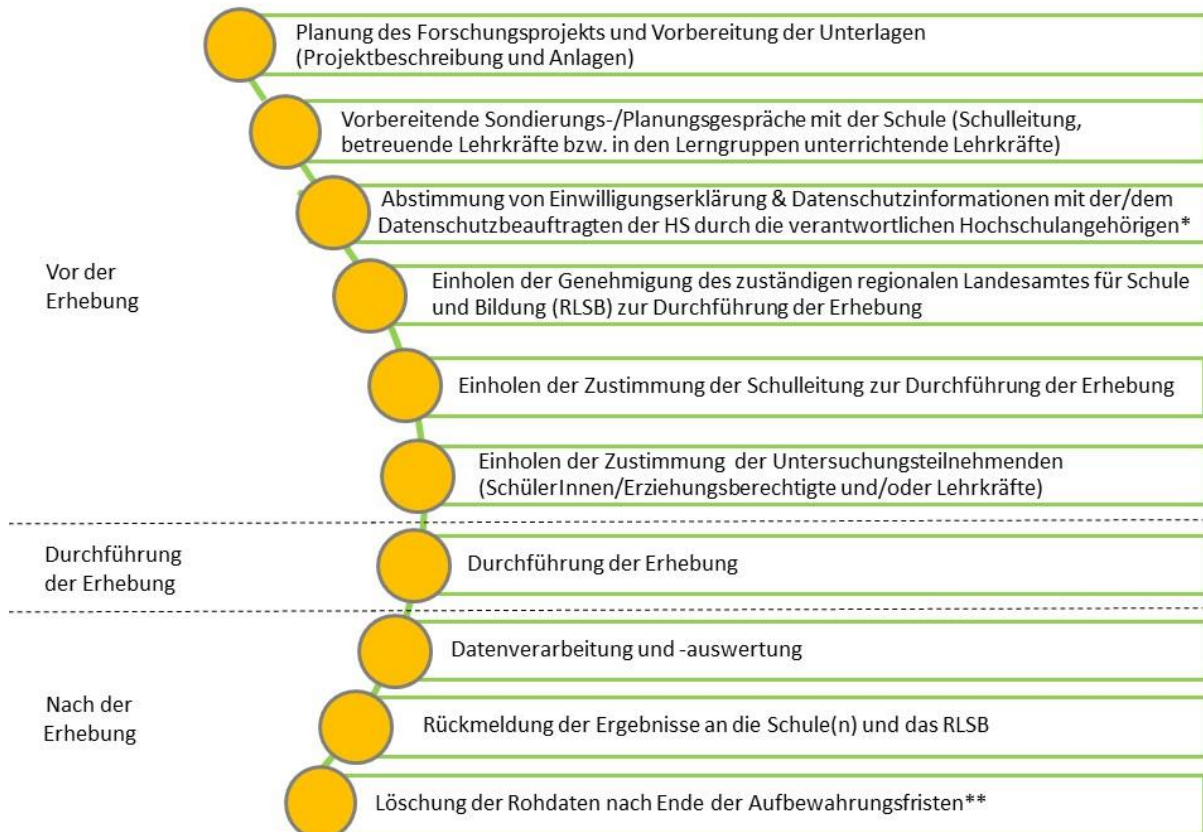 Planung des Forschungsprojekts und Vorbereitung der Unterlagen
(Projektbeschreibung und Anlagen)
Vorbereitende Sondierungs-/Planungsgespräche mit der Schule (Schulleitung,
betreuende Lehrkräfte bzw. in den Lerngruppen unterrichtende Lehrkräfte)
Abstimmung von Einwilligungserklärung & Datenschutzinformationen mit der/dem
Datenschutzbeauftragten der HS durch die verantwortlichen Hochschulangehörigen*
Vor der
Erhebung
Einholen der Genehmigung des zuständigen regionalen Landesamtes für Schule
und Bildung (RLSB) zur Durchführung der Erhebung
Einholen der Zustimmung der Schulleitung zur Durchführung der Erhebung
Einholen der Zustimmung der Untersuchungsteilnehmenden
(SchülerInnen/Erziehungsberechtigte und/oder Lehrkräfte)
Durchführung
der Erhebung
Durchführung der Erhebung
Datenverarbeitung und -auswertung
Nach der
Erhebung
Rückmeldung der Ergebnisse an die Schule(n) und das RLSB
Löschung der Rohdaten nach Ende der Aufbewahrungsfristen**